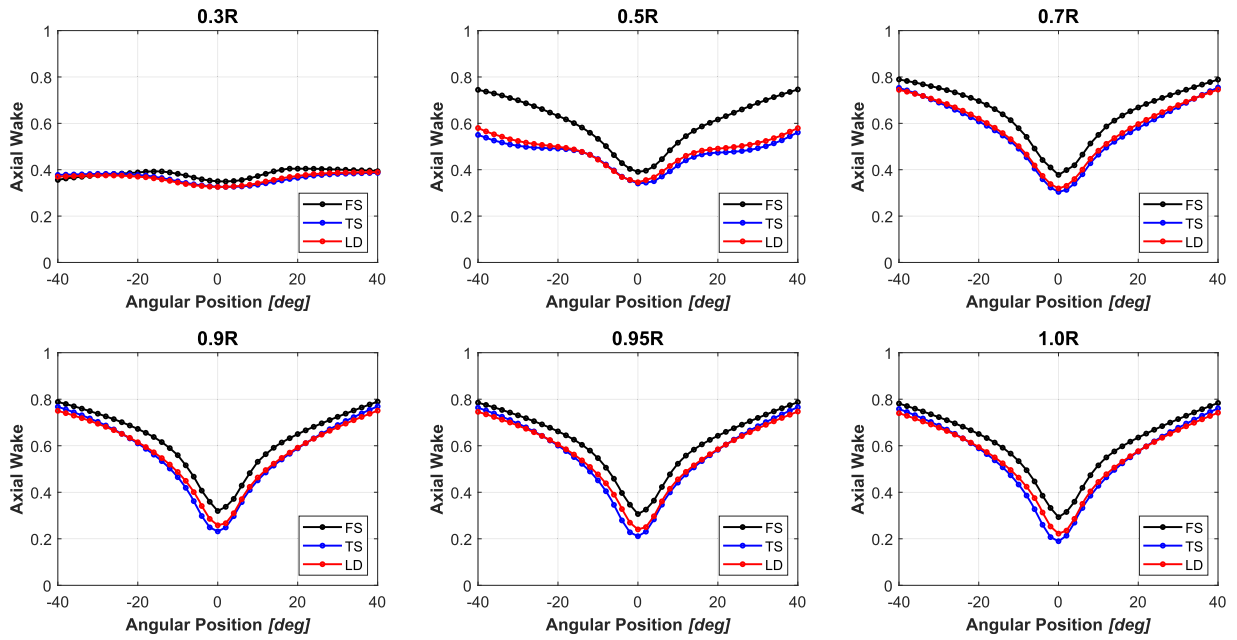 0.3R
1
0.8
0.6
0.4
0.2
0
-40 -20 0 20 40
Axial Wake
Angular Position [deg]
FS
TS
LD
0.5R
1
0.8
0.6
0.4
0.2
0
-40 -20 0 20 40
Axial Wake
Angular Position [deg]
FS
TS
LD
0.7R
1
0.8
0.6
0.4
0.2
0
-40 -20 0 20 40
Axial Wake
Angular Position [deg]
FS
TS
LD
0.9R
1
0.8
0.6
0.4
0.2
0
-40 -20 0 20 40
Axial Wake
Angular Position [deg]
FS
TS
LD
0.95R
1
0.8
0.6
0.4
0.2
0
-40 -20 0 20 40
Axial Wake
Angular Position [deg]
FS
TS
LD
1.0R
1
0.8
0.6
0.4
0.2
0
-40 -20 0 20 40
Axial Wake
Angular Position [deg]
FS
TS
LD